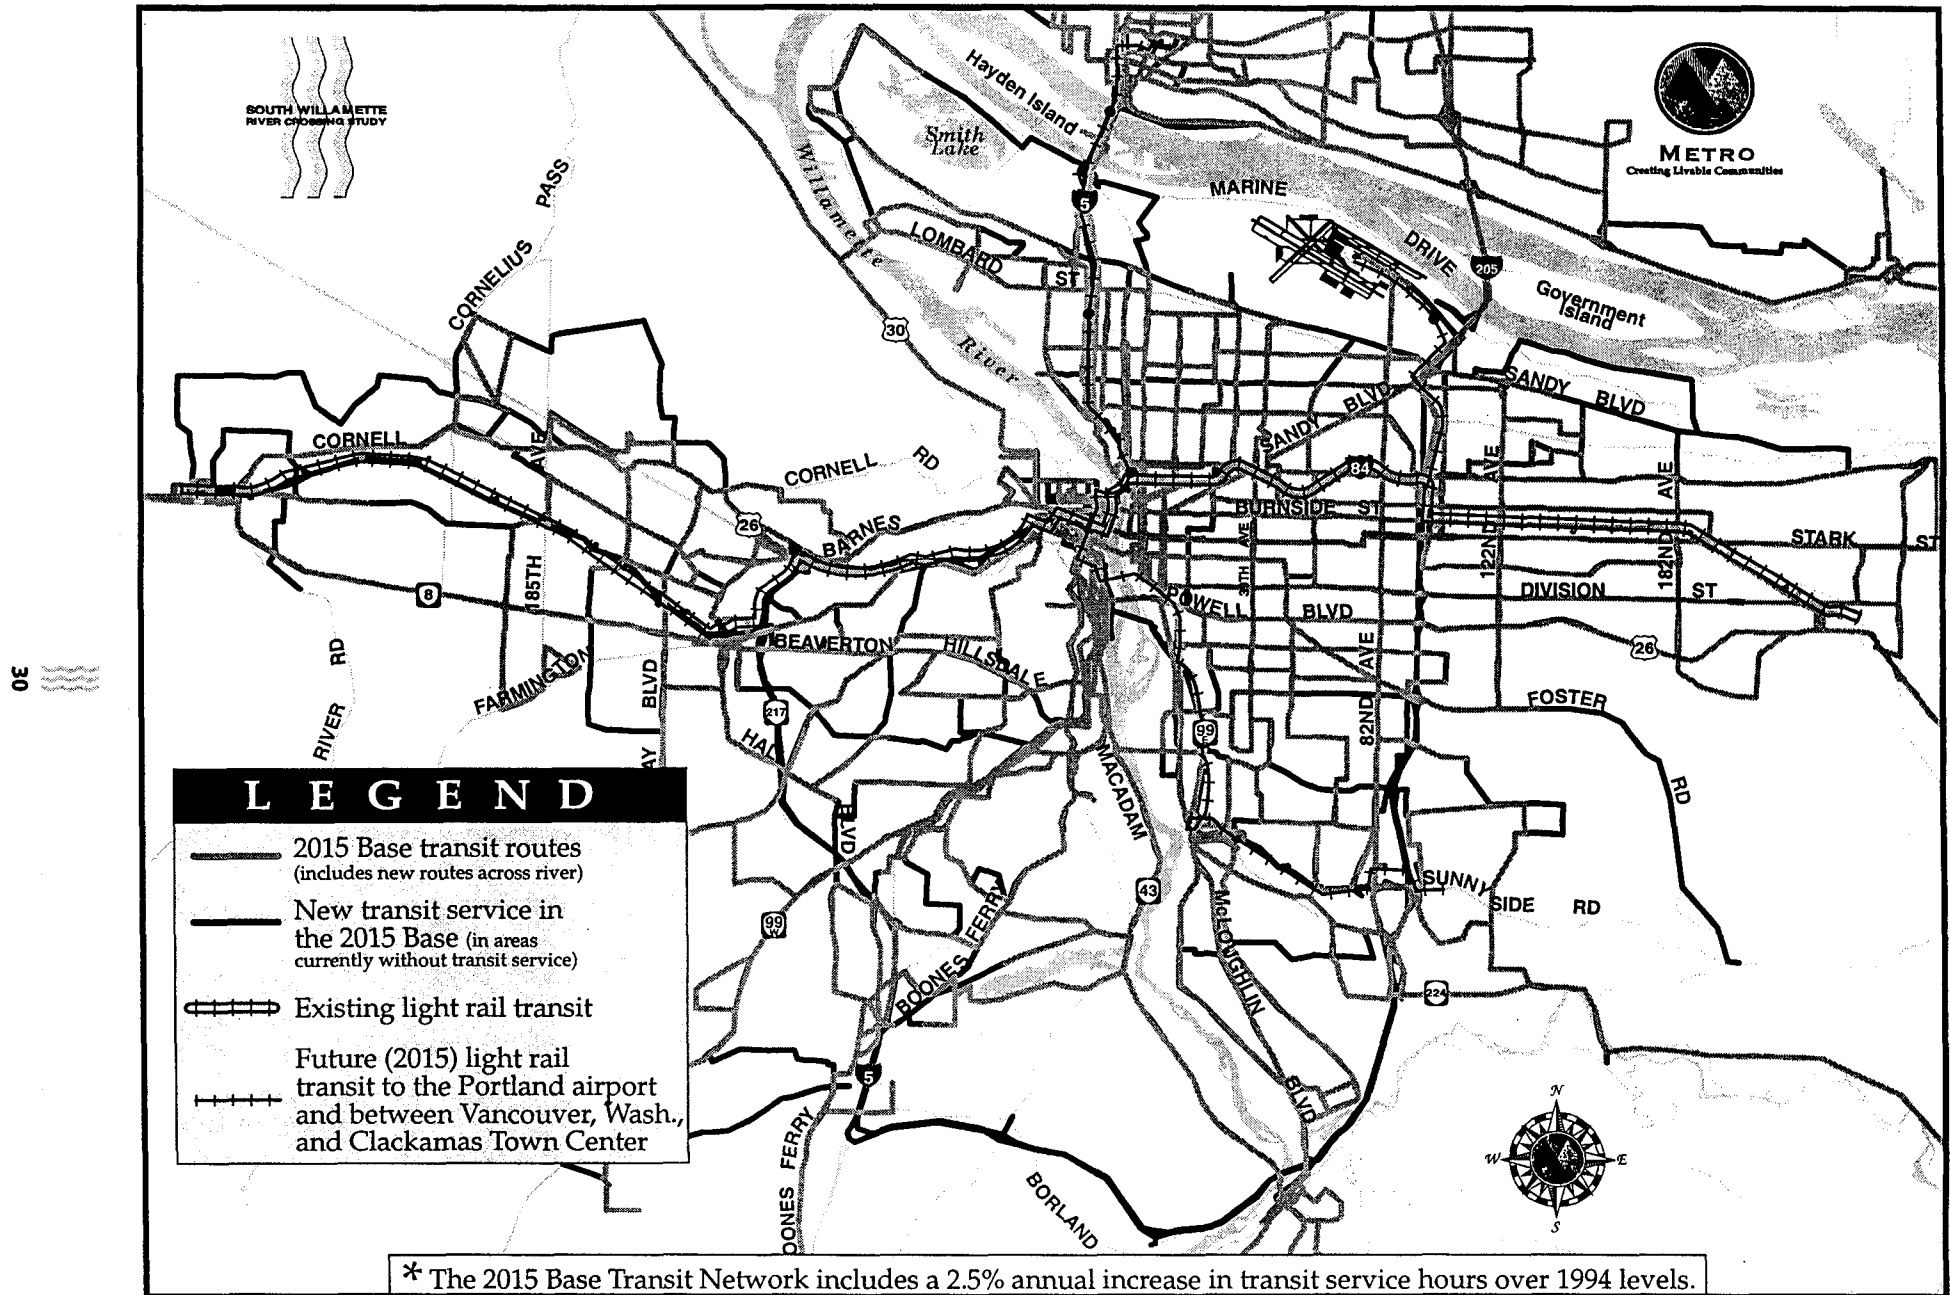 SOUTH WILLAMETTE
RIVER CROSSING STUDY
METRO
Creating Livable Communities
Hayden Island
Smith
Lake
Willamette
River
MARINE
DRIVE
5
205
Government
Island
LOMBARD
ST
30
CORNELIUS
PASS
SANDY BLVD
SANDY BLVD
CORNELL
CORNELL RD
185TH
AVE
26
BARNES
84
BURNSIDE ST
39TH AVE
122ND AVE
182ND AVE
STARK ST
DIVISION ST
POWELL BLVD
26
8
BEAVERTON
HILLSDALE
FARMINGTON
RIVER RD
BLVD
AY
217
HAL
BLVD
82ND AVE
FOSTER
RD
99
MACADAM
43
SUNNY
SIDE RD
McLOUGHLIN
BLVD
224
99
W
BOONES FERRY
5
OONES FERRY
BORLAND
LEGEND
2015 Base transit routes
(includes new routes across river)
New transit service in
the 2015 Base (in areas
currently without transit service)
Existing light rail transit
Future (2015) light rail
transit to the Portland airport
and between Vancouver, Wash.,
and Clackamas Town Center
N
W E
S
* The 2015 Base Transit Network includes a 2.5% annual increase in transit service hours over 1994 levels.
30